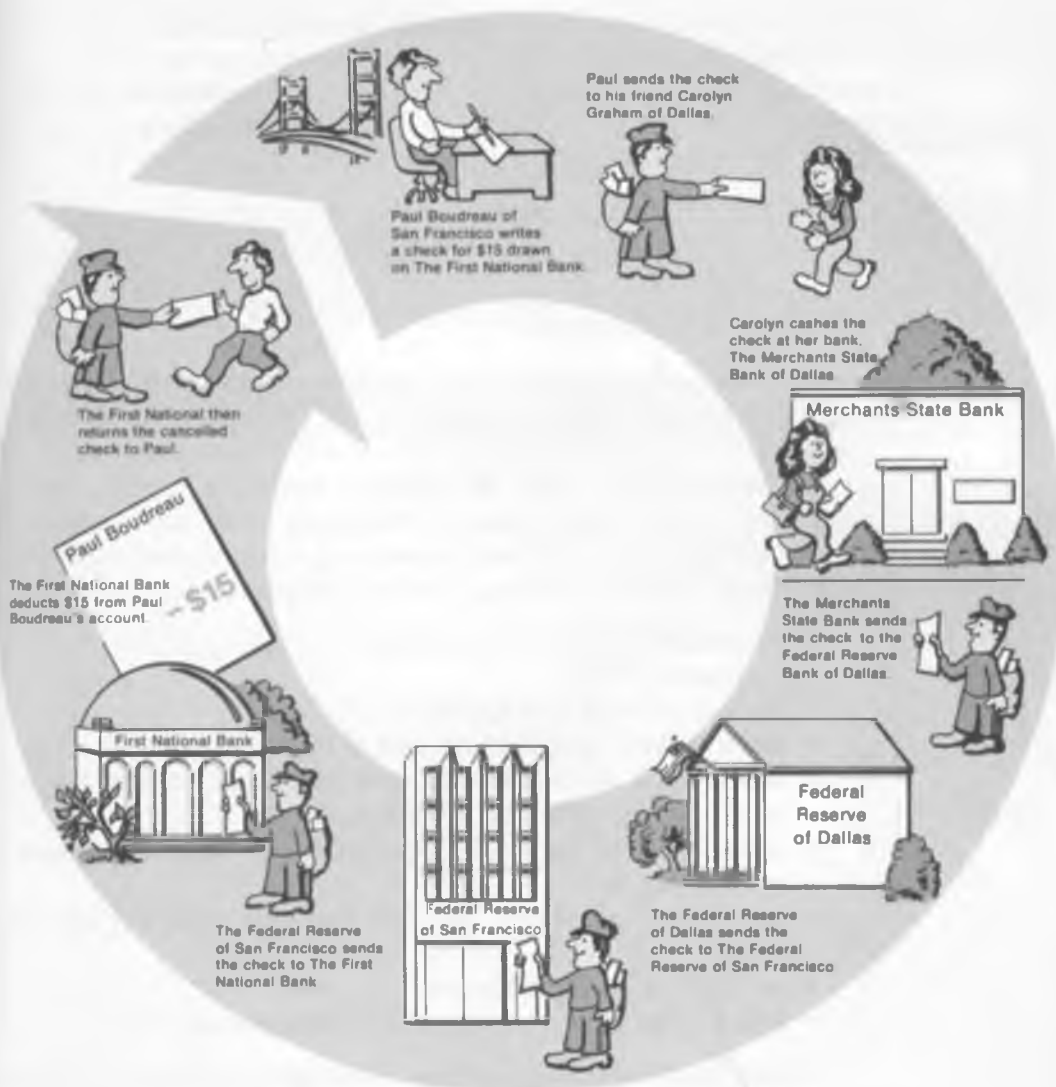 Paul Boudreau of
San Francisco writes
a check for $15 drawn
on The First National Bank.
Paul sends the check
to his friend Carolyn
Graham of Dallas.
Carolyn cashes the
check at her bank,
The Merchants State
Bank of Dallas
Merchants State Bank
The Merchants
State Bank sends
the check to the
Federal Reserve
Bank of Dallas.
Federal
Reserve
of Dallas
The Federal Reserve
of Dallas sends the
check to The Federal
Reserve of San Francisco
Federal Reserve
of San Francisco
The Federal Reserve
of San Francisco sends
the check to The First
National Bank
First National Bank
The First National Bank
deducts $15 from Paul
Boudreau's account.
Paul Boudreau
- $15
The First National then
returns the cancelled
check to Paul.